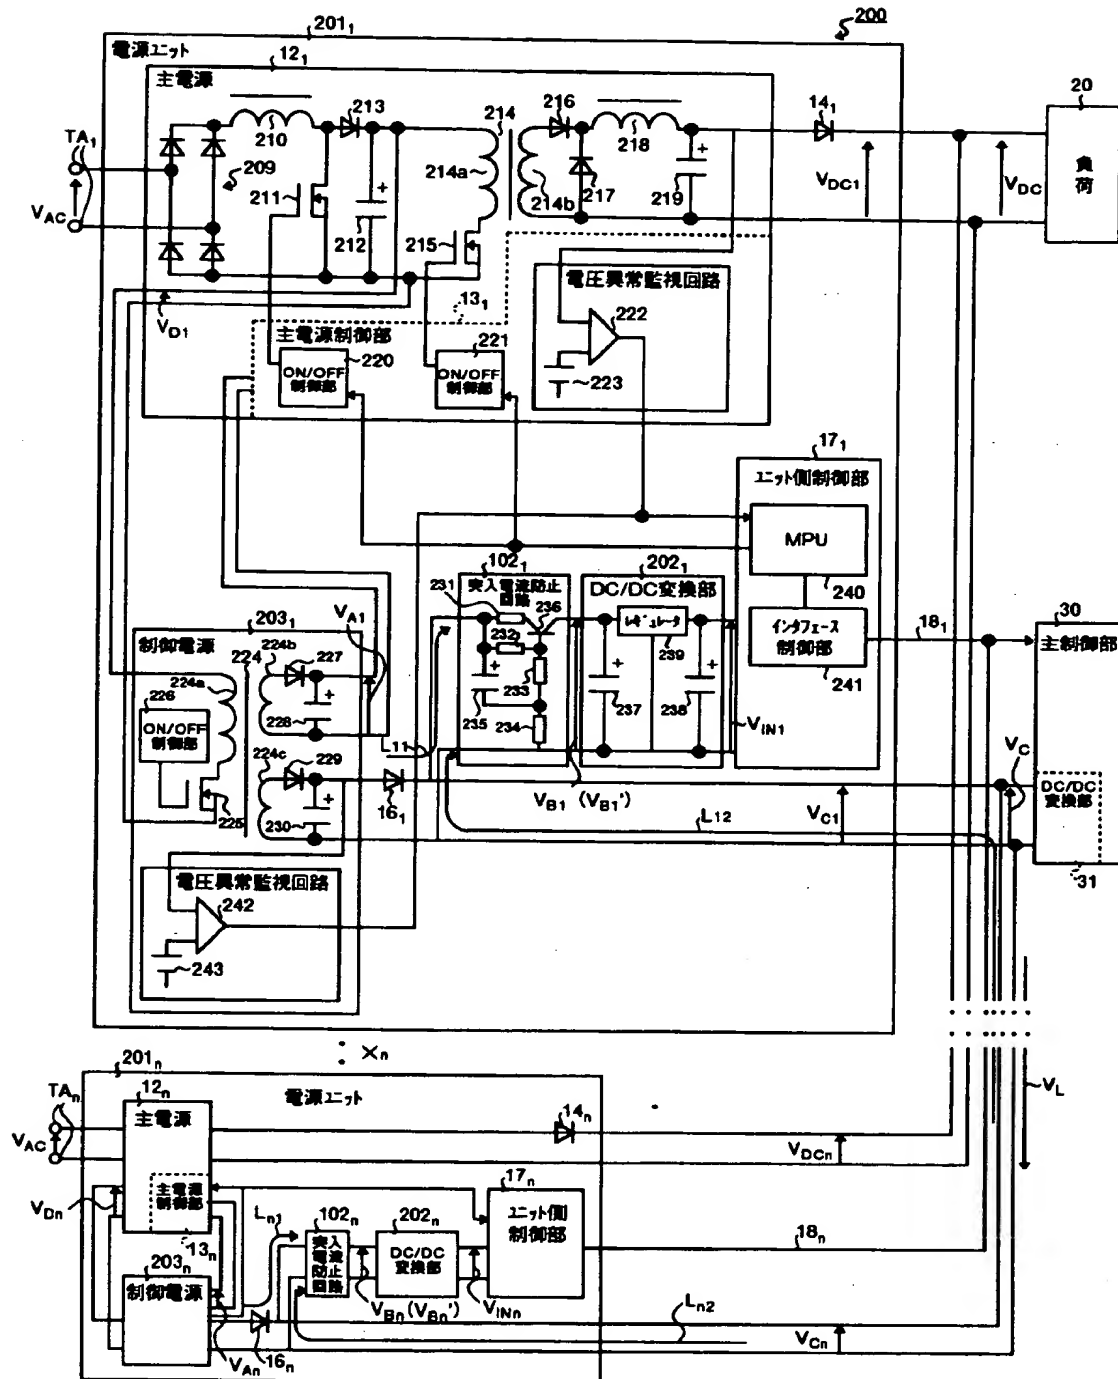 200
201₁
電源ユニット
12₁
主電源
TA₁
V_AC
209
210
211
212
213
214
214a
214b
215
216
217
218
219
14₁
V_DC1
V_DC
20
負荷
V_D1
13₁
主電源制御部
220
ON/OFF
制御部
221
ON/OFF
制御部
電圧異常監視回路
222
223
17₁
ユニット側制御部
MPU
240
インタフェース
制御部
241
18₁
30
主制御部
DC/DC
変換部
31
203₁
制御電源
224
224a
224b
224c
225
226
ON/OFF
制御部
227
228
229
230
V_A1
L11
16₁
102₁
突入電流防止
回路
231
232
233
234
235
236
202₁
DC/DC変換部
レギュレータ
237
238
239
V_IN1
V_B1 (V_B1')
L12
V_C1
V_C
電圧異常監視回路
242
243
V_L
×n
201n
電源ユニット
TAn
V_AC
12n
主電源
主電源
制御部
13n
V_Dn
203n
制御電源
V_An
16n
14n
V_DCn
L_n1
102n
突入
電流
防止
回路
202n
DC/DC
変換部
17n
ユニット側
制御部
18n
V_Bn(V_Bn')
V_INn
L_n2
V_Cn